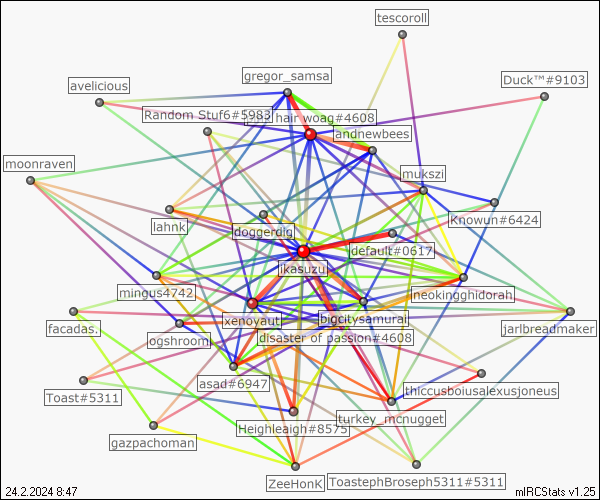 tescoroll
gregor_samsa
Duck™#9103
avelicious
Random Stuf6#5983
hair woag#4608
andnewbees
moonraven
mukszi
Knowun#6424
lahnk
doggerdig
default#0617
ikasuzu
mingus4742
neokingghidorah
xenoyaut
bigcitysamurai
facadas.
ogshroom
disaster of passion#4608
jarlbreadmaker
asad#6947
thiccusboiusalexusjoneus
Toast#5311
turkey_mcnugget
Heighleaigh#8575
gazpachoman
ZeeHonK
ToastephBroseph5311#5311
24.2.2024 8:47
mIRCStats v1.25